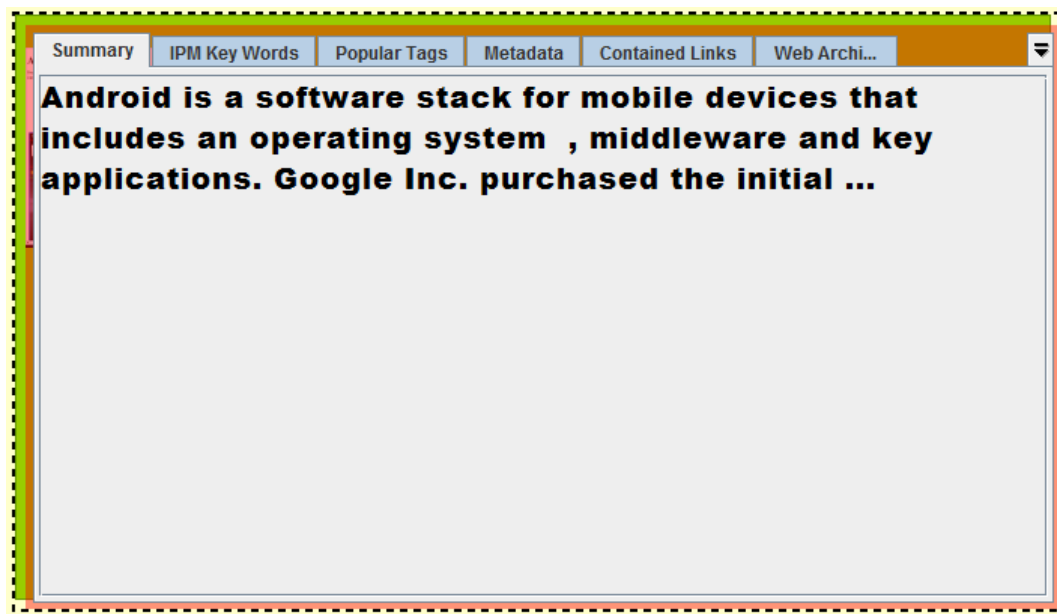 Summary IPM Key Words Popular Tags Metadata Contained Links Web Archi...
Android is a software stack for mobile devices that
includes an operating system  , middleware and key
applications. Google Inc. purchased the initial ...